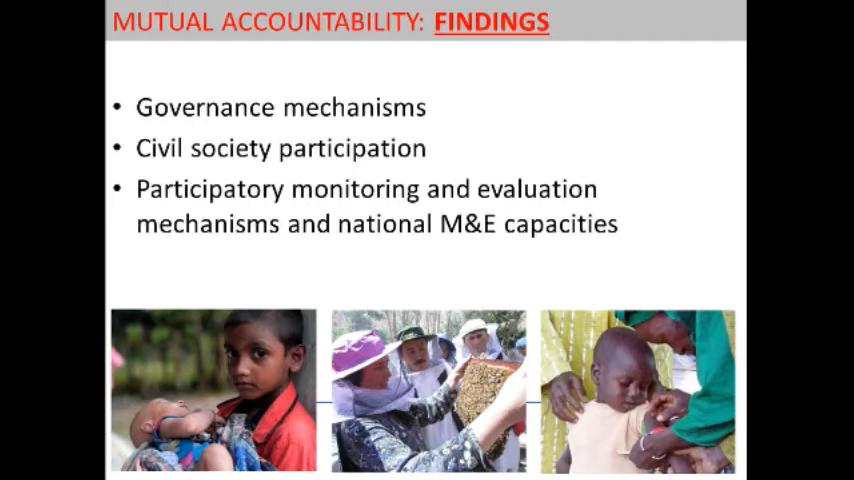 MUTUAL ACCOUNTABILITY: FINDINGS
• Governance mechanisms
• Civil society participation
• Participatory monitoring and evaluation
mechanisms and national M&E capacities